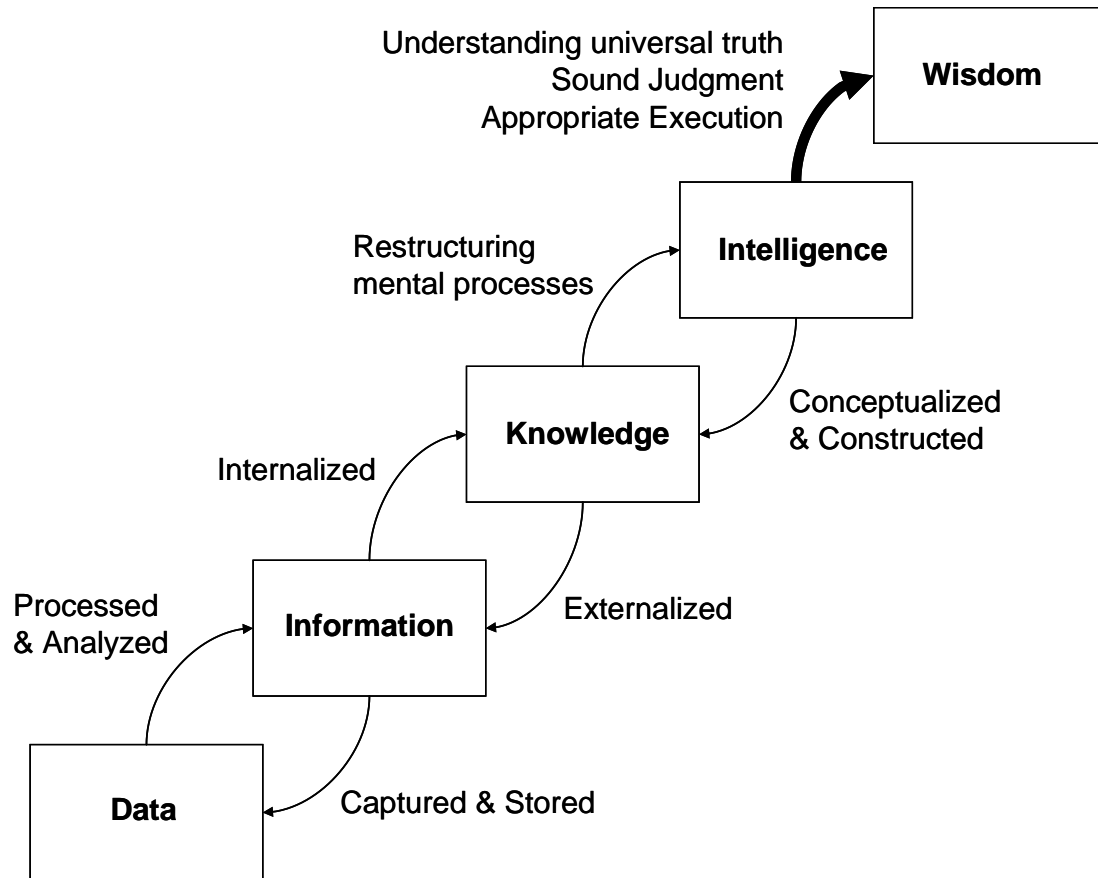 Understanding universal truth
Sound Judgment
Appropriate Execution
Wisdom
Restructuring
mental processes
Intelligence
Conceptualized
& Constructed
Knowledge
Internalized
Externalized
Processed
& Analyzed
Information
Captured & Stored
Data